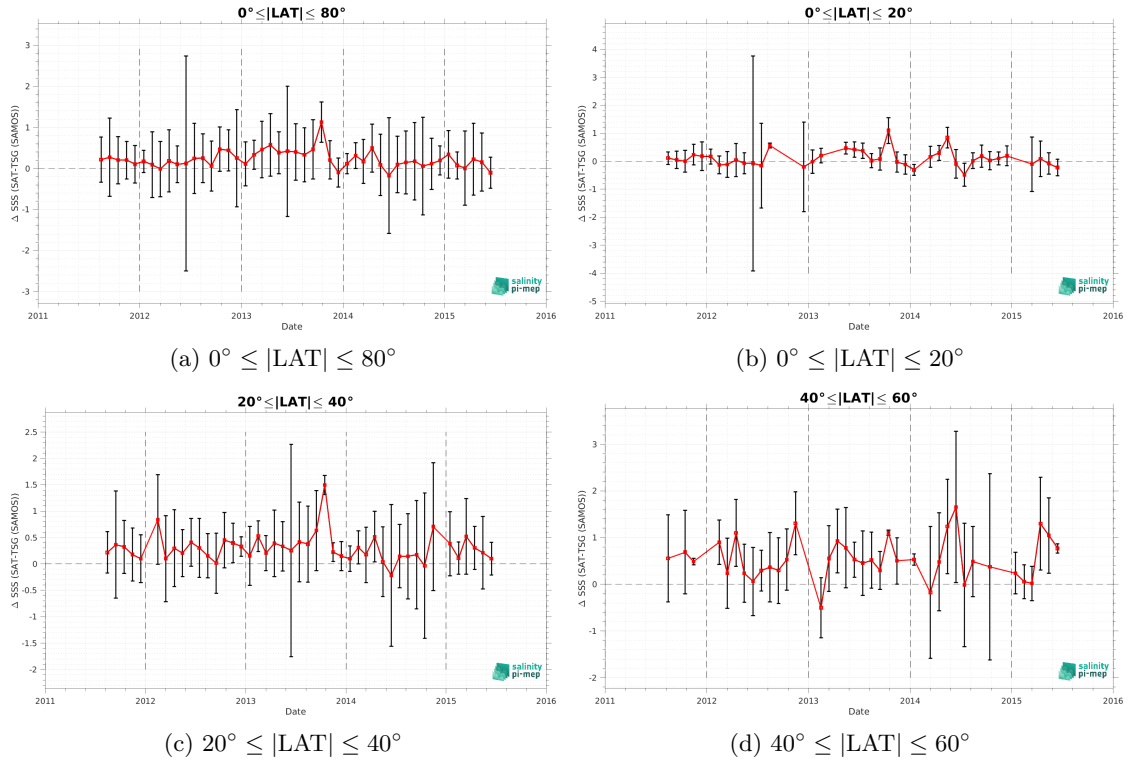 0°≤|LAT|≤ 80°
3
2
1
0
-1
-2
-3
Δ SSS (SAT-TSG (SAMOS))
2011
2012
2013
2014
2015
2016
Date
salinity
pi-mep
(a) 0° ≤ |LAT| ≤ 80°
0°≤|LAT|≤ 20°
4
3
2
1
0
-1
-2
-3
-4
-5
Δ SSS (SAT-TSG (SAMOS))
2011
2012
2013
2014
2015
2016
Date
salinity
pi-mep
(b) 0° ≤ |LAT| ≤ 20°
20°≤|LAT|≤ 40°
2.5
2
1.5
1
0.5
0
-0.5
-1
-1.5
-2
Δ SSS (SAT-TSG (SAMOS))
2011
2012
2013
2014
2015
2016
Date
salinity
pi-mep
(c) 20° ≤ |LAT| ≤ 40°
40°≤|LAT|≤ 60°
3
2
1
0
-1
-2
Δ SSS (SAT-TSG (SAMOS))
2011
2012
2013
2014
2015
2016
Date
salinity
pi-mep
(d) 40° ≤ |LAT| ≤ 60°